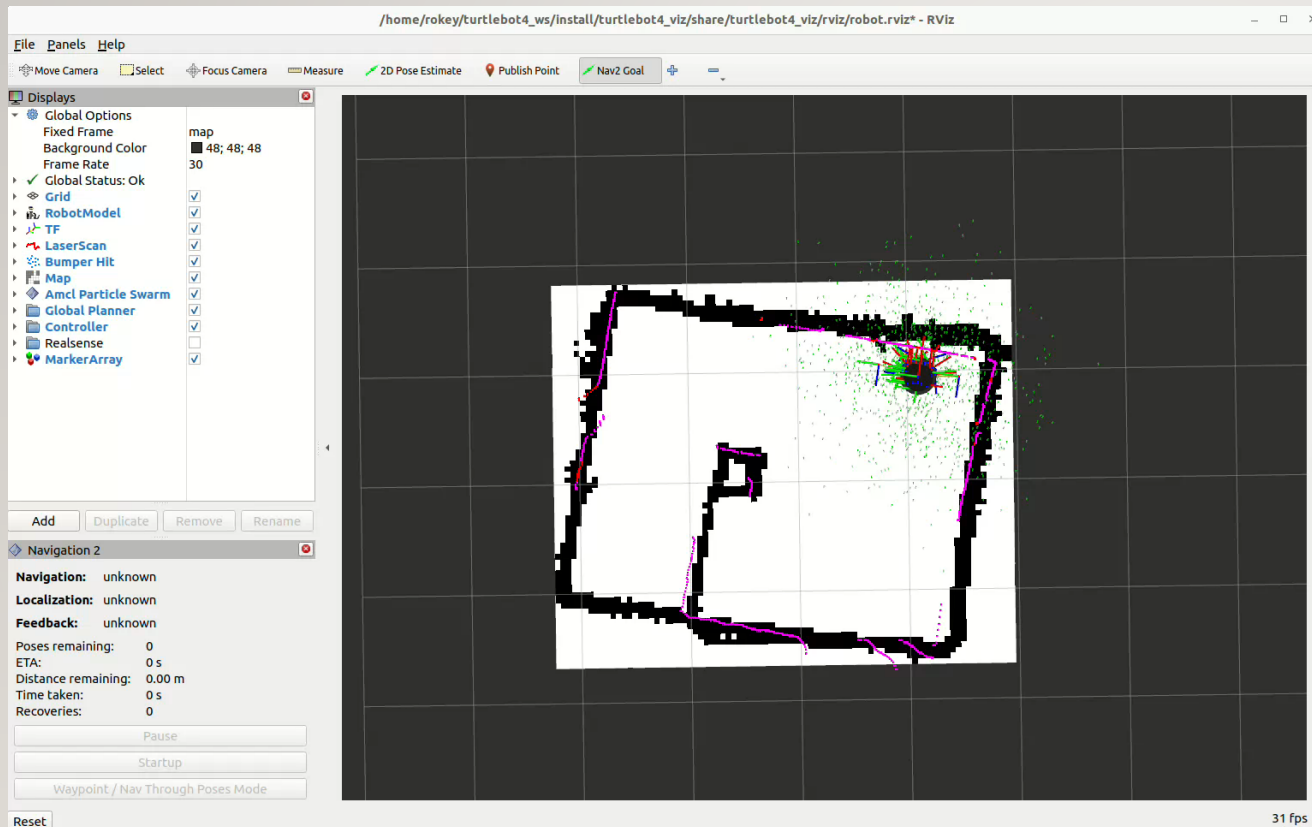 /home/rokey/turtlebot4_ws/install/turtlebot4_viz/share/turtlebot4_viz/rviz/robot.rviz* - RViz
File Panels Help
Move Camera Select Focus Camera Measure 2D Pose Estimate Publish Point Nav2 Goal
Displays
Global Options
Fixed Frame map
Background Color 48; 48; 48
Frame Rate 30
Global Status: Ok
Grid
RobotModel
TF
LaserScan
Bumper Hit
Map
Amcl Particle Swarm
Global Planner
Controller
Realsense
MarkerArray
Add Duplicate Remove Rename
Navigation 2
Navigation: unknown
Localization: unknown
Feedback: unknown
Poses remaining: 0
ETA: 0 s
Distance remaining: 0.00 m
Time taken: 0 s
Recoveries: 0
Pause
Startup
Waypoint / Nav Through Poses Mode
Reset 31 fps